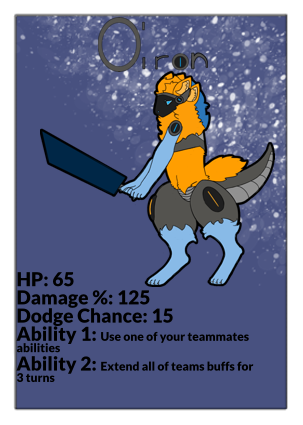 O'iron
HP: 65
Damage %: 125
Dodge Chance: 15
Ability 1: Use one of your teammates
abilities
Ability 2: Extend all of teams buffs for
3 turns